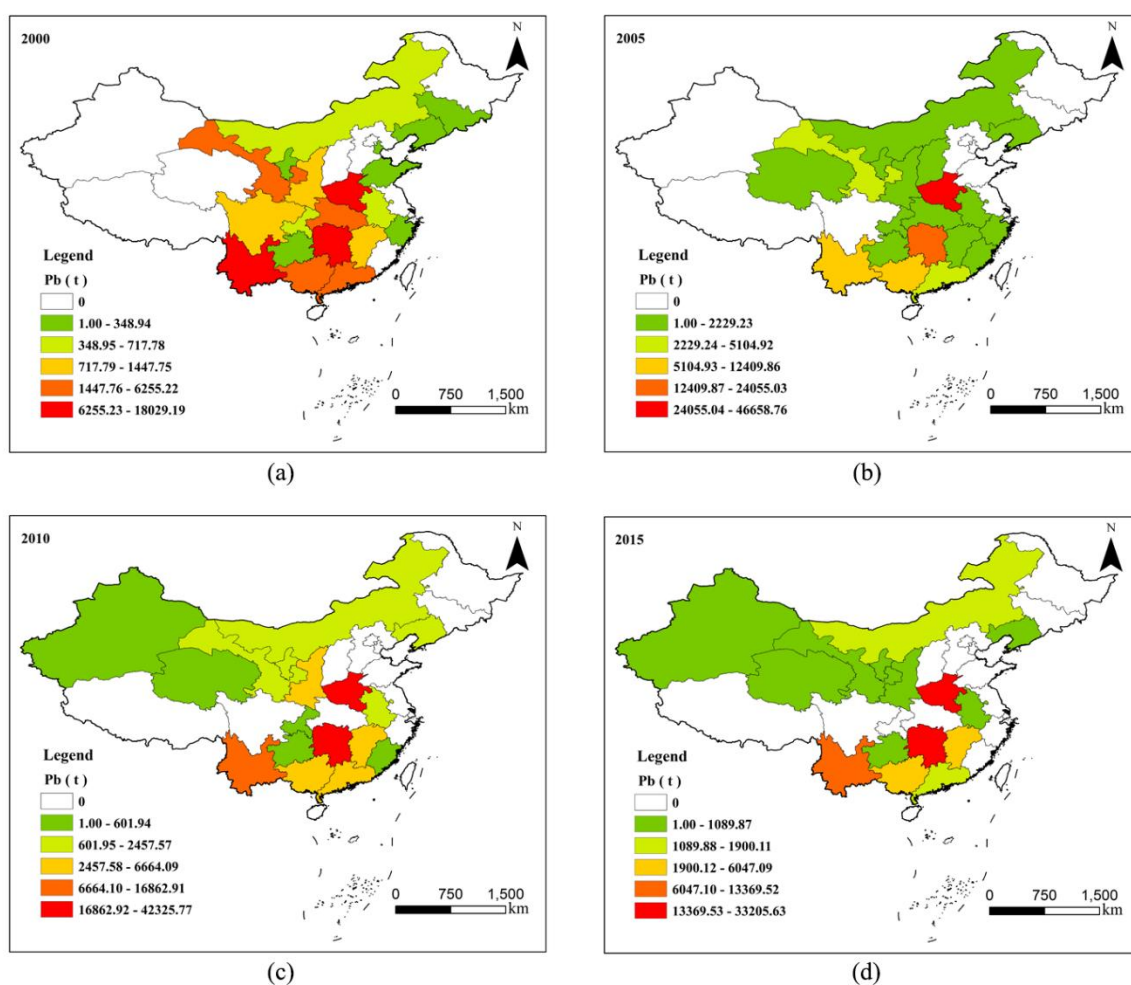 2000
N
Legend
Pb ( t )
0
1.00 - 348.94
348.95 - 717.78
717.79 - 1447.75
1447.76 - 6255.22
6255.23 - 18029.19
0 750 1,500
km
(a)
2005
N
Legend
Pb ( t )
0
1.00 - 2229.23
2229.24 - 5104.92
5104.93 - 12409.86
12409.87 - 24055.03
24055.04 - 46658.76
0 750 1,500
km
(b)
2010
N
Legend
Pb ( t )
0
1.00 - 601.94
601.95 - 2457.57
2457.58 - 6664.09
6664.10 - 16862.91
16862.92 - 42325.77
0 750 1,500
km
(c)
2015
N
Legend
Pb ( t )
0
1.00 - 1089.87
1089.88 - 1900.11
1900.12 - 6047.09
6047.10 - 13369.52
13369.53 - 33205.63
0 750 1,500
km
(d)